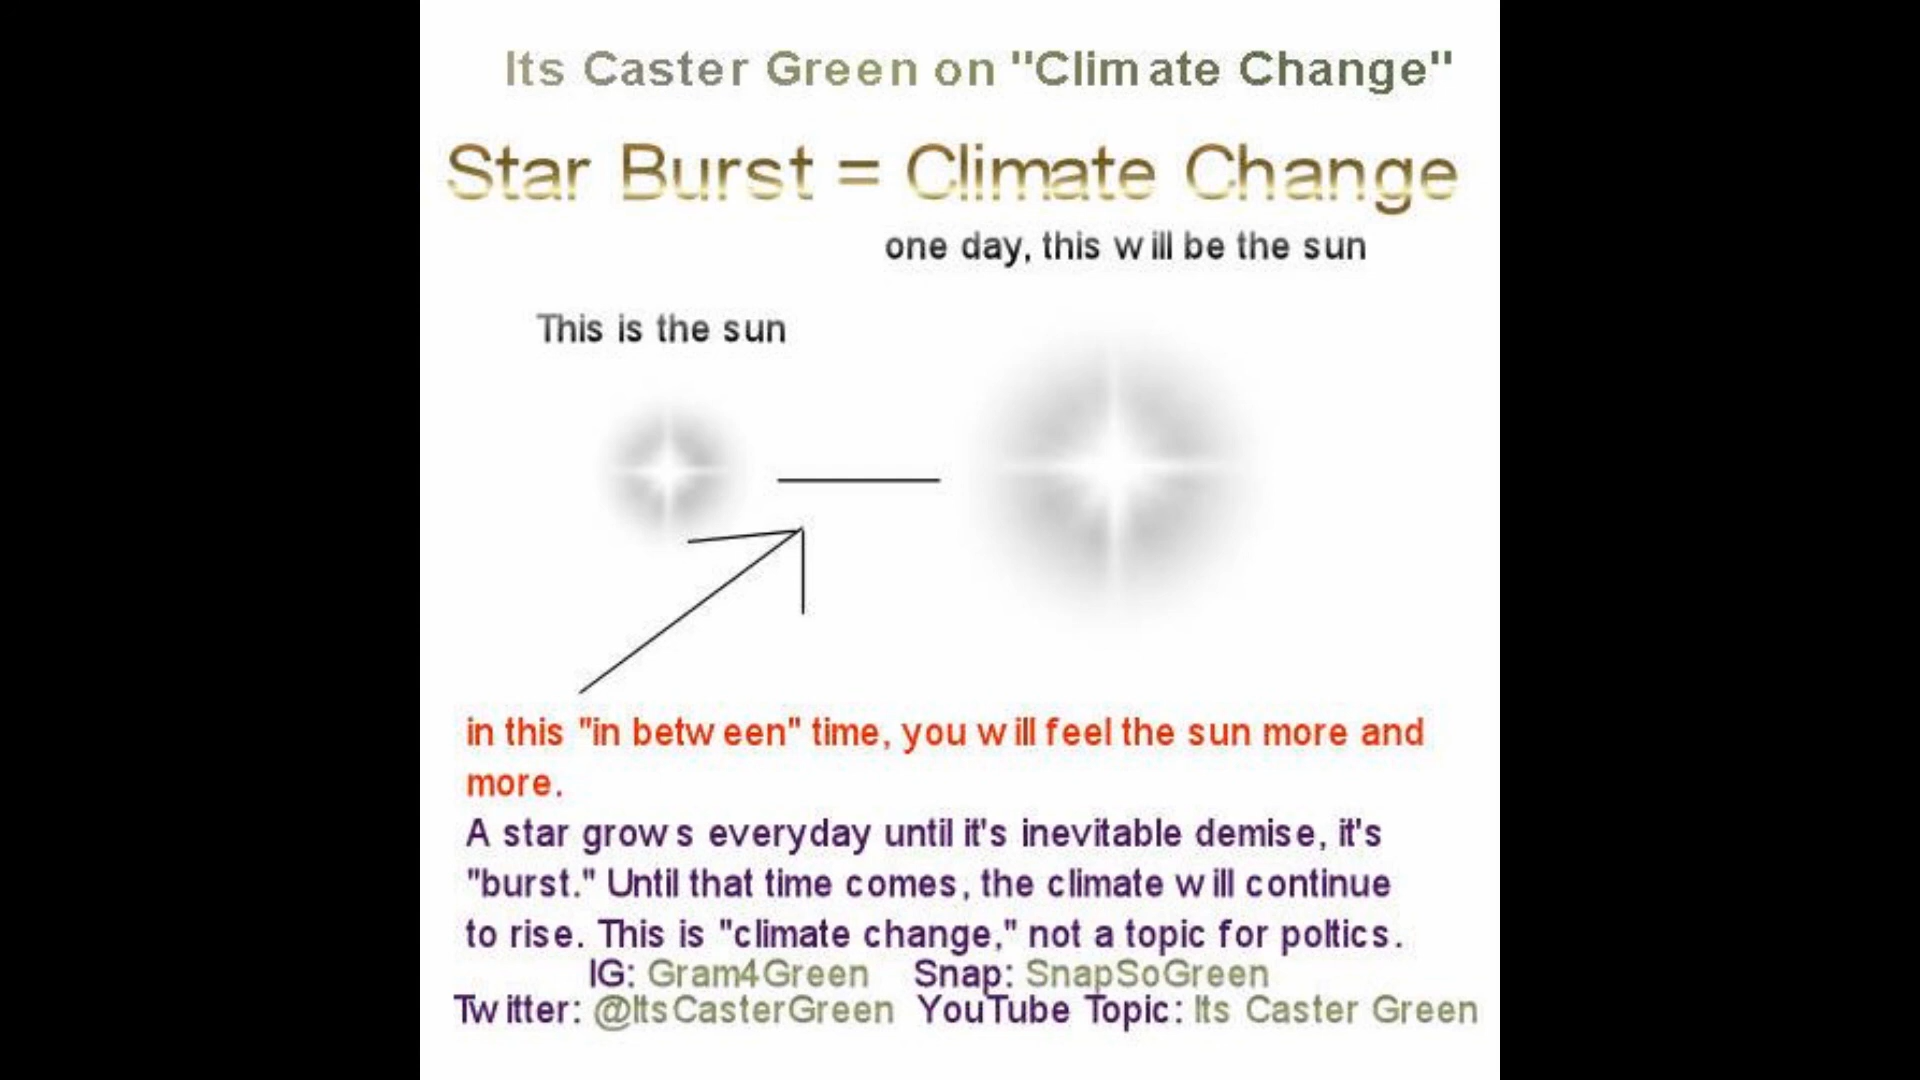 Its Caster Green on "Climate Change"
Star Burst = Climate Change
one day, this will be the sun
This is the sun
in this "in between" time, you will feel the sun more and
more.
A star grows everyday until it's inevitable demise, it's
"burst." Until that time comes, the climate will continue
to rise. This is "climate change," not a topic for poltics.
IG: Gram4Green Snap: SnapSoGreen
Twitter: @ItsCasterGreen YouTube Topic: Its Caster Green